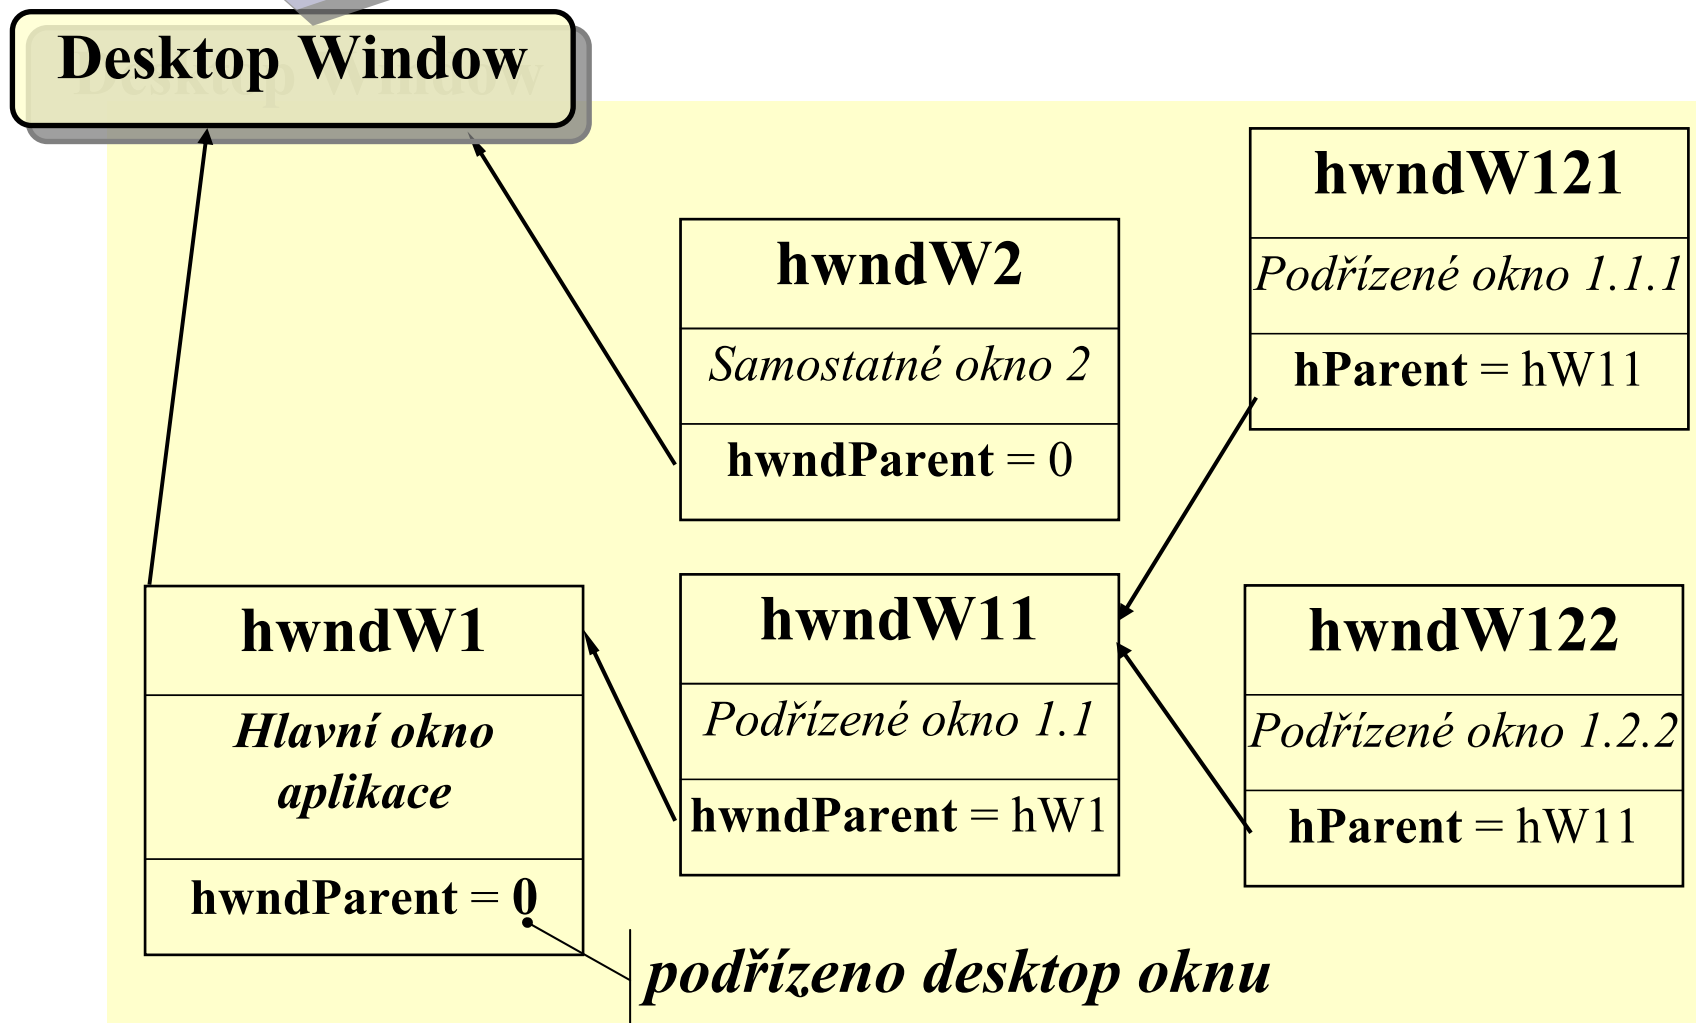 Desktop Window
hwndW121
Podřízené okno 1.1.1
hParent = hW11
hwndW2
Samostatné okno 2
hwndParent = 0
hwndW1
Hlavní okno
aplikace
hwndParent = 0
hwndW11
Podřízené okno 1.1
hwndParent = hW1
hwndW122
Podřízené okno 1.2.2
hParent = hW11
podřízeno desktop oknu